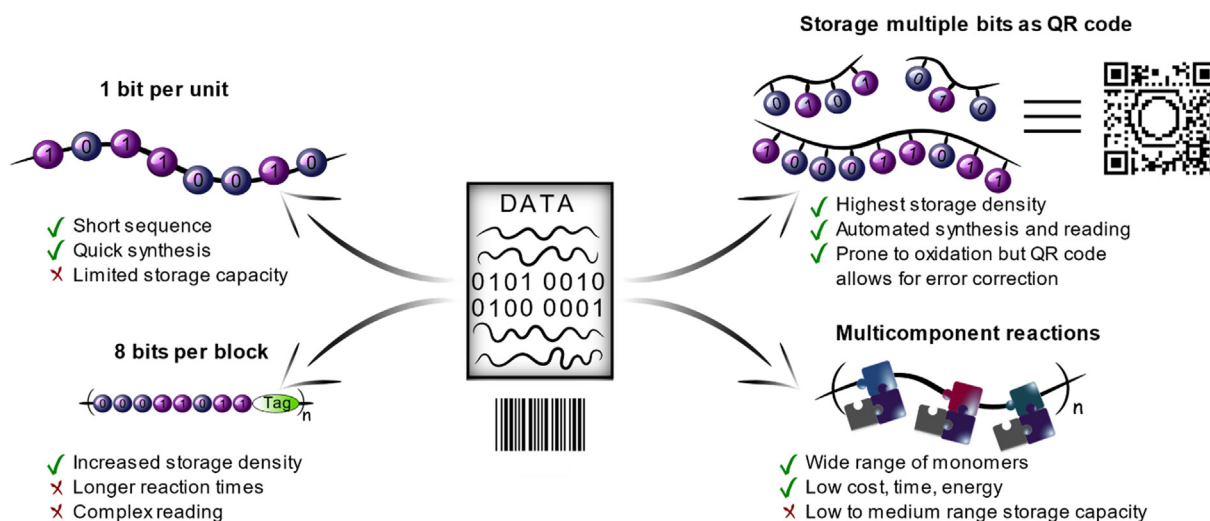 Storage multiple bits as QR code
1 bit per unit
0 1 0 1
0 1 0
1 0 1 1 0 0 1 0
1 0 0 0 1 1 0 1 1
✓ Short sequence
✓ Quick synthesis
✗ Limited storage capacity
DATA
0101 0010
0100 0001
✓ Highest storage density
✓ Automated synthesis and reading
✓ Prone to oxidation but QR code
allows for error correction
8 bits per block
0 0 0 1 1 0 1 1 Tag n
✓ Increased storage density
✗ Longer reaction times
✗ Complex reading
Multicomponent reactions
n
✓ Wide range of monomers
✓ Low cost, time, energy
✗ Low to medium range storage capacity